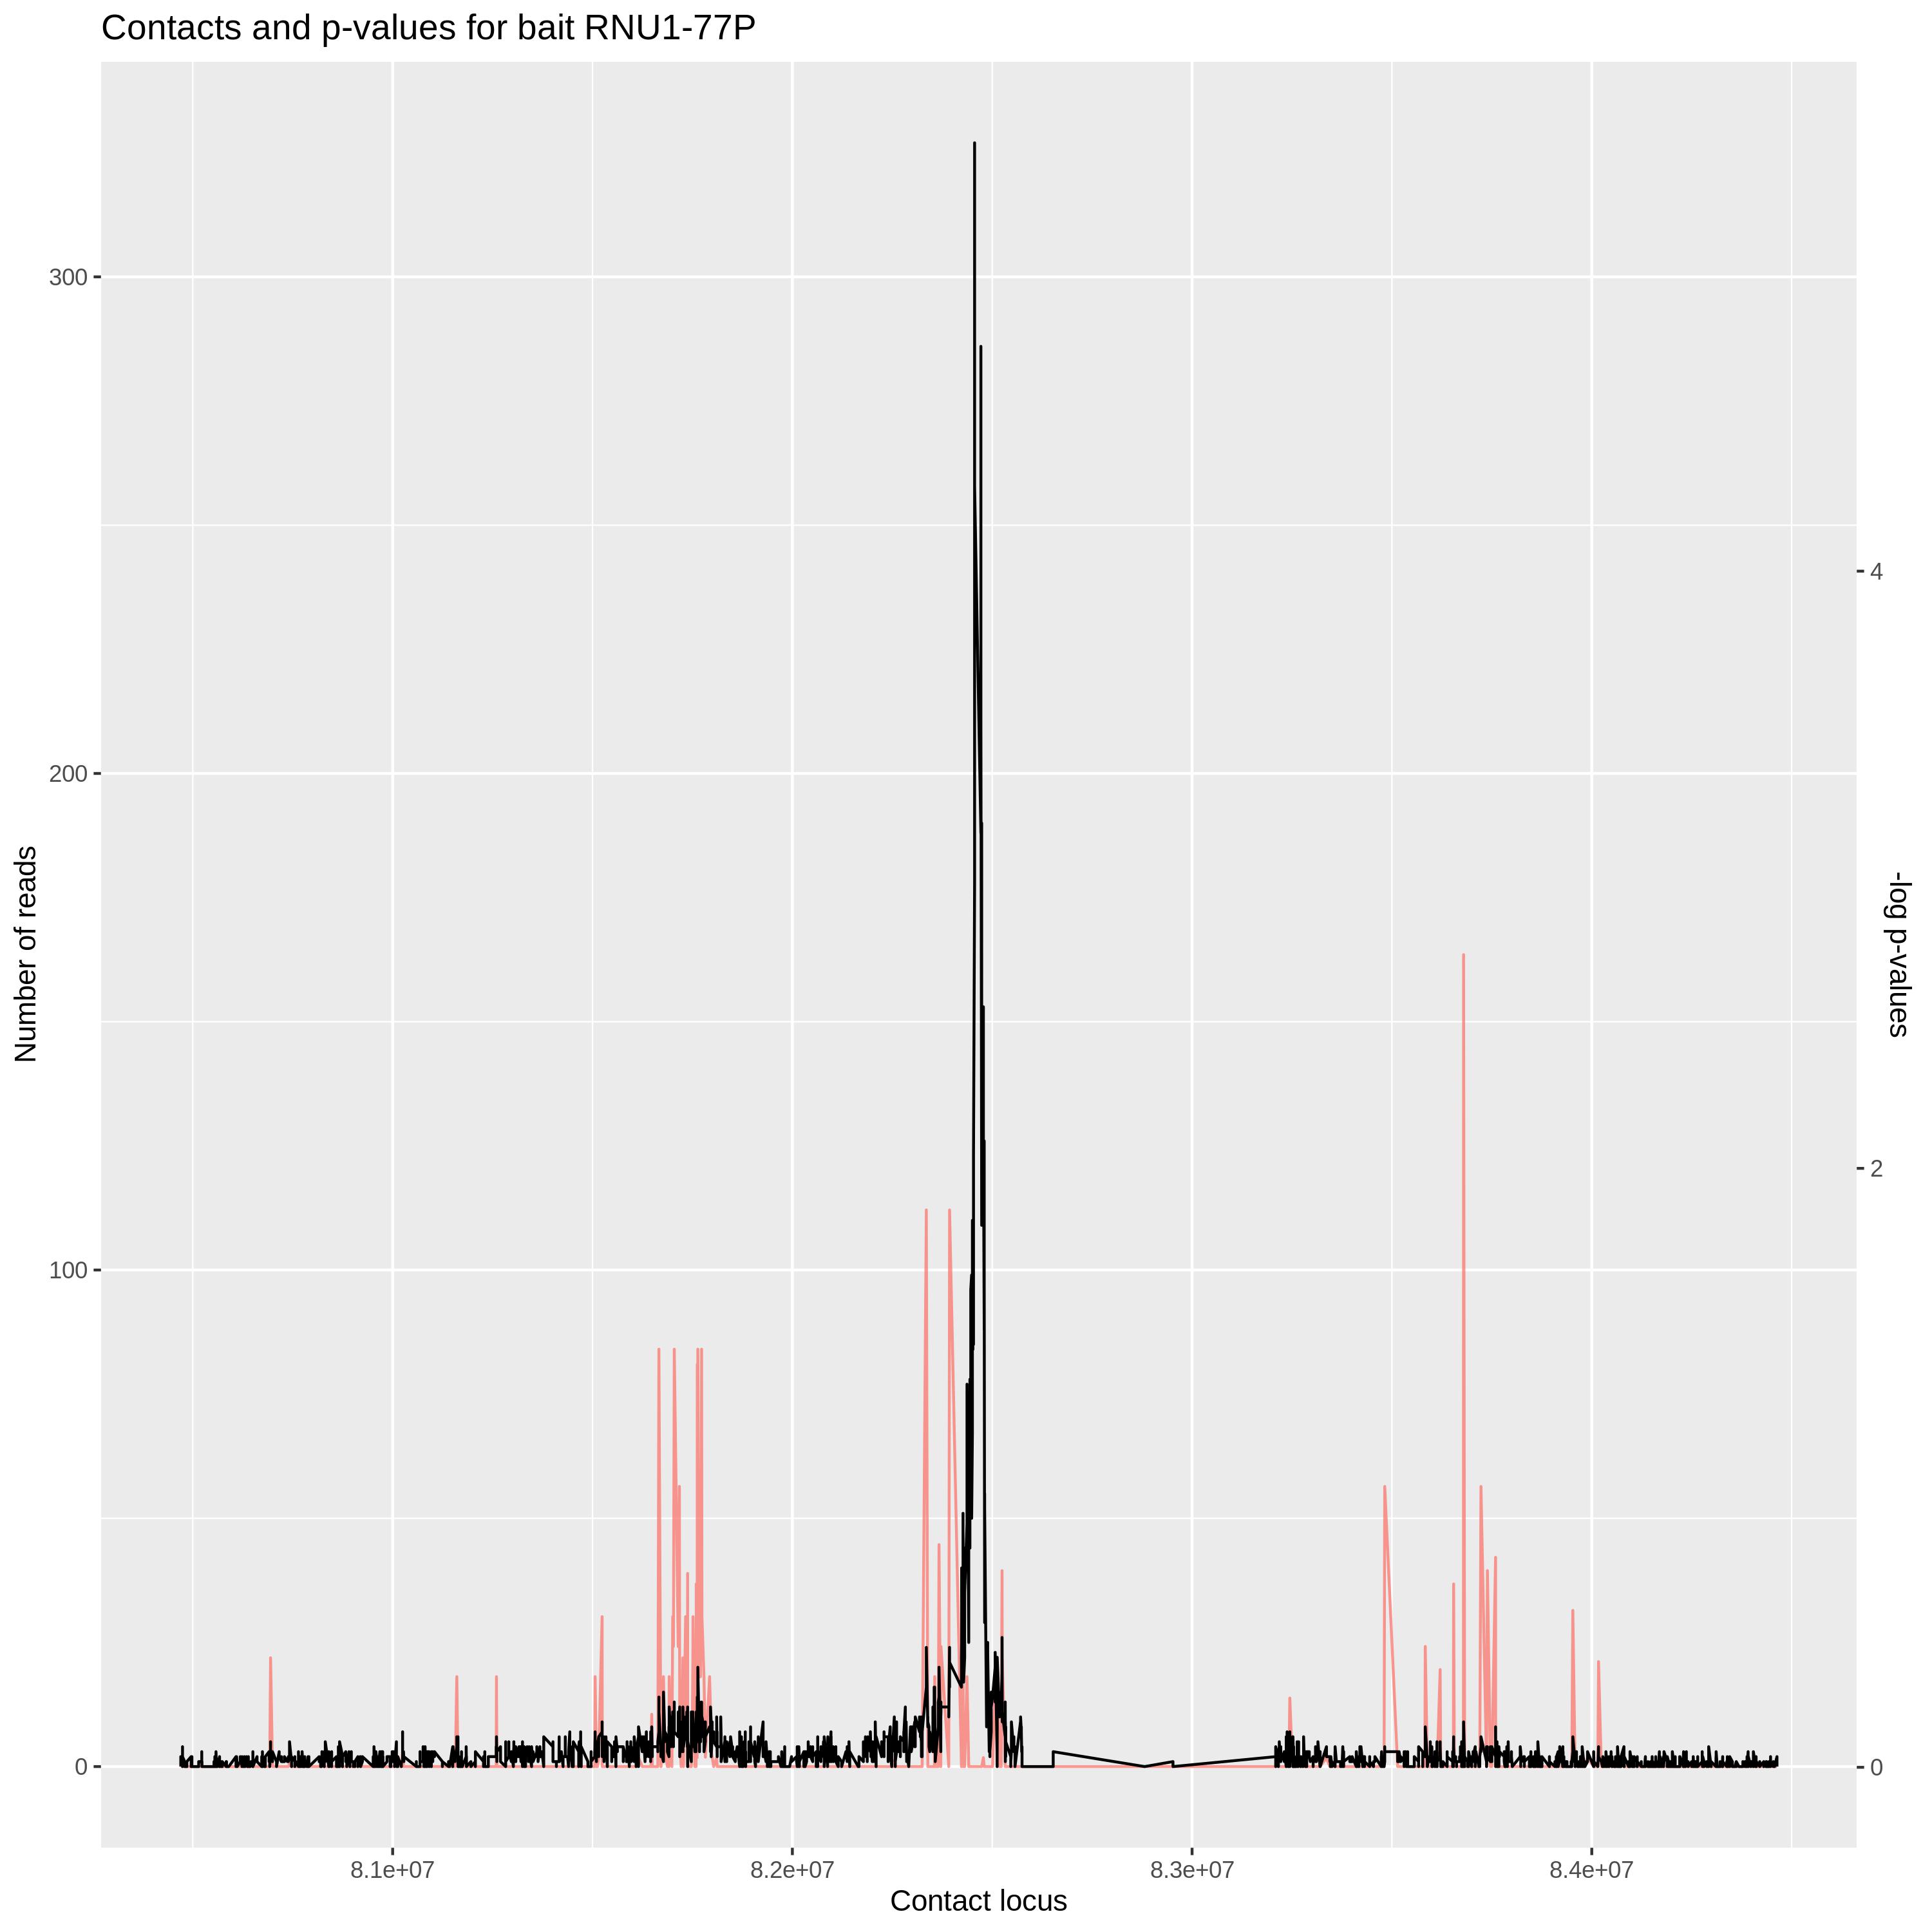 Contacts and p-values for bait RNU1-77P
300
200
100
0
Number of reads
4
2
0
-log p-values
8.1e+07
8.2e+07
8.3e+07
8.4e+07
Contact locus